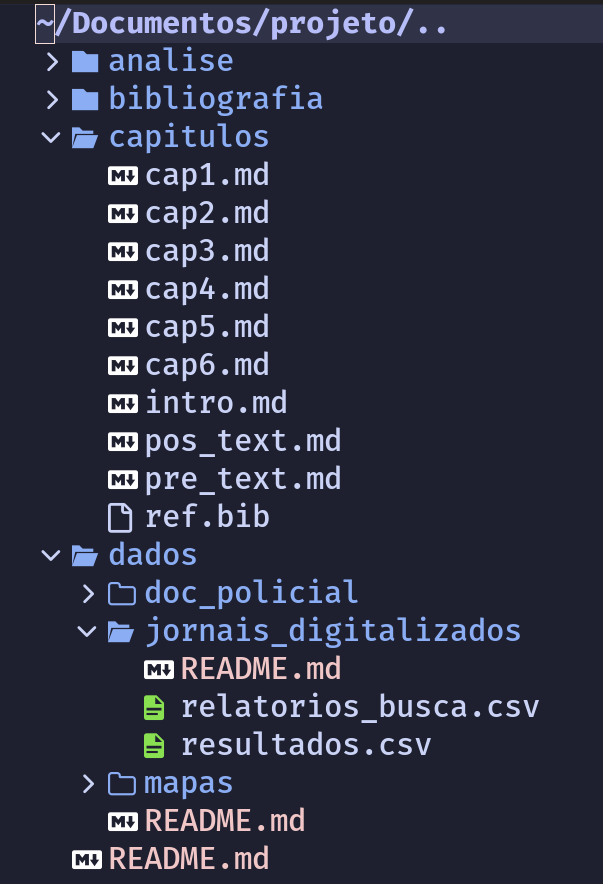 ~/Documentos/projeto/..
analise
bibliografia
capitulos
cap1.md
cap2.md
cap3.md
cap4.md
cap5.md
cap6.md
intro.md
pos_text.md
pre_text.md
ref.bib
dados
doc_policial
jornais_digitalizados
README.md
relatorios_busca.csv
resultados.csv
mapas
README.md
README.md